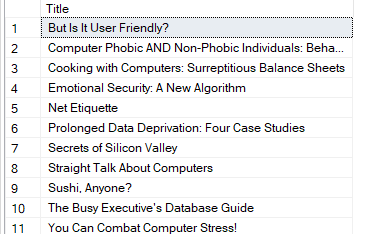 Title
1 But Is It User Friendly?
2 Computer Phobic AND Non-Phobic Individuals: Beha...
3 Cooking with Computers: Surreptitious Balance Sheets
4 Emotional Security: A New Algorithm
5 Net Etiquette
6 Prolonged Data Deprivation: Four Case Studies
7 Secrets of Silicon Valley
8 Straight Talk About Computers
9 Sushi, Anyone?
10 The Busy Executive's Database Guide
11 You Can Combat Computer Stress!